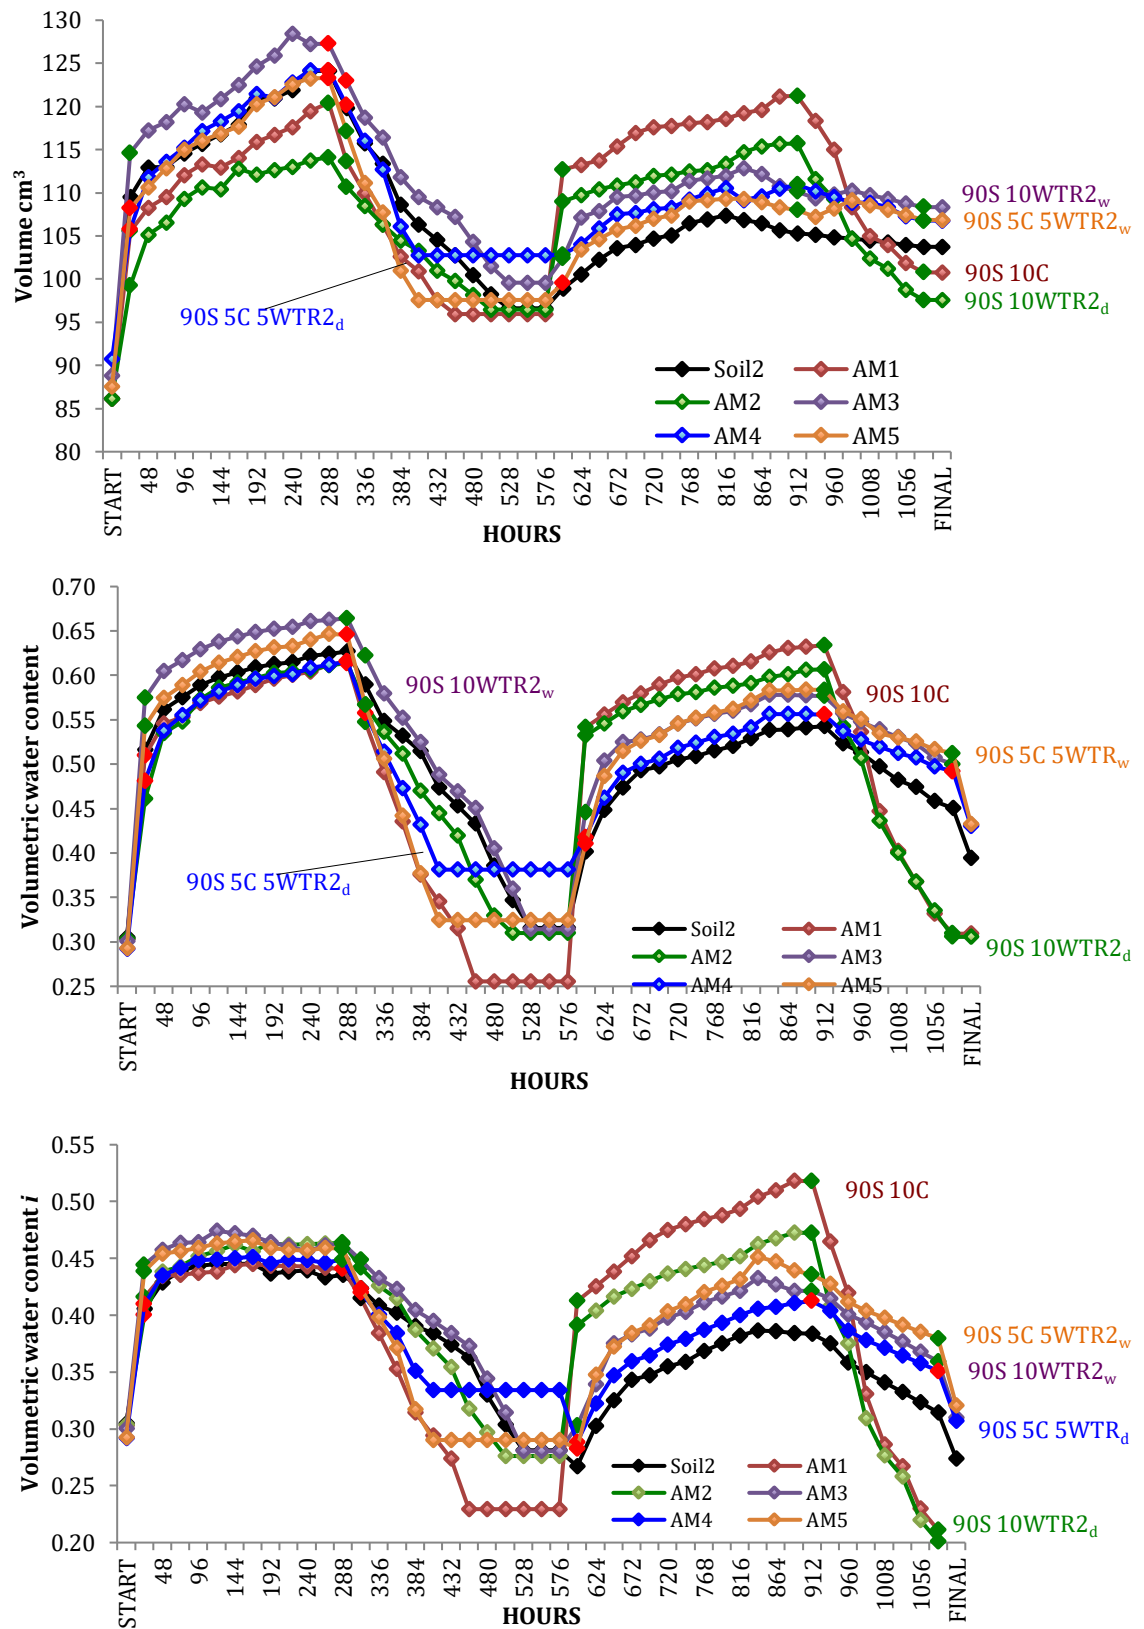 130
125
120
115
110
105
100
95
90
85
80
Volume cm³
90S 10WTR2w
90S 5C 5WTR2w
90S 10C
90S 10WTR2d
90S 5C 5WTR2d
Soil2 AM1
AM2 AM3
AM4 AM5
START 48 96 144 192 240 288 336 384 432 480 528 576 624 672 720 768 816 864 912 960 1008 1056 FINAL
HOURS
0.70
0.65
0.60
0.55
0.50
0.45
0.40
0.35
0.30
0.25
Volumetric water content
90S 10WTR2w
90S 10C
90S 5C 5WTRw
90S 5C 5WTR2d
90S 10WTR2d
Soil2 AM1
AM2 AM3
AM4 AM5
START 48 96 144 192 240 288 336 384 432 480 528 576 624 672 720 768 816 864 912 960 1008 1056 FINAL
HOURS
0.55
0.50
0.45
0.40
0.35
0.30
0.25
0.20
Volumetric water content i
90S 10C
90S 5C 5WTR2w
90S 10WTR2w
90S 5C 5WTRd
90S 10WTR2d
Soil2 AM1
AM2 AM3
AM4 AM5
START 48 96 144 192 240 288 336 384 432 480 528 576 624 672 720 768 816 864 912 960 1008 1056 FINAL
HOURS